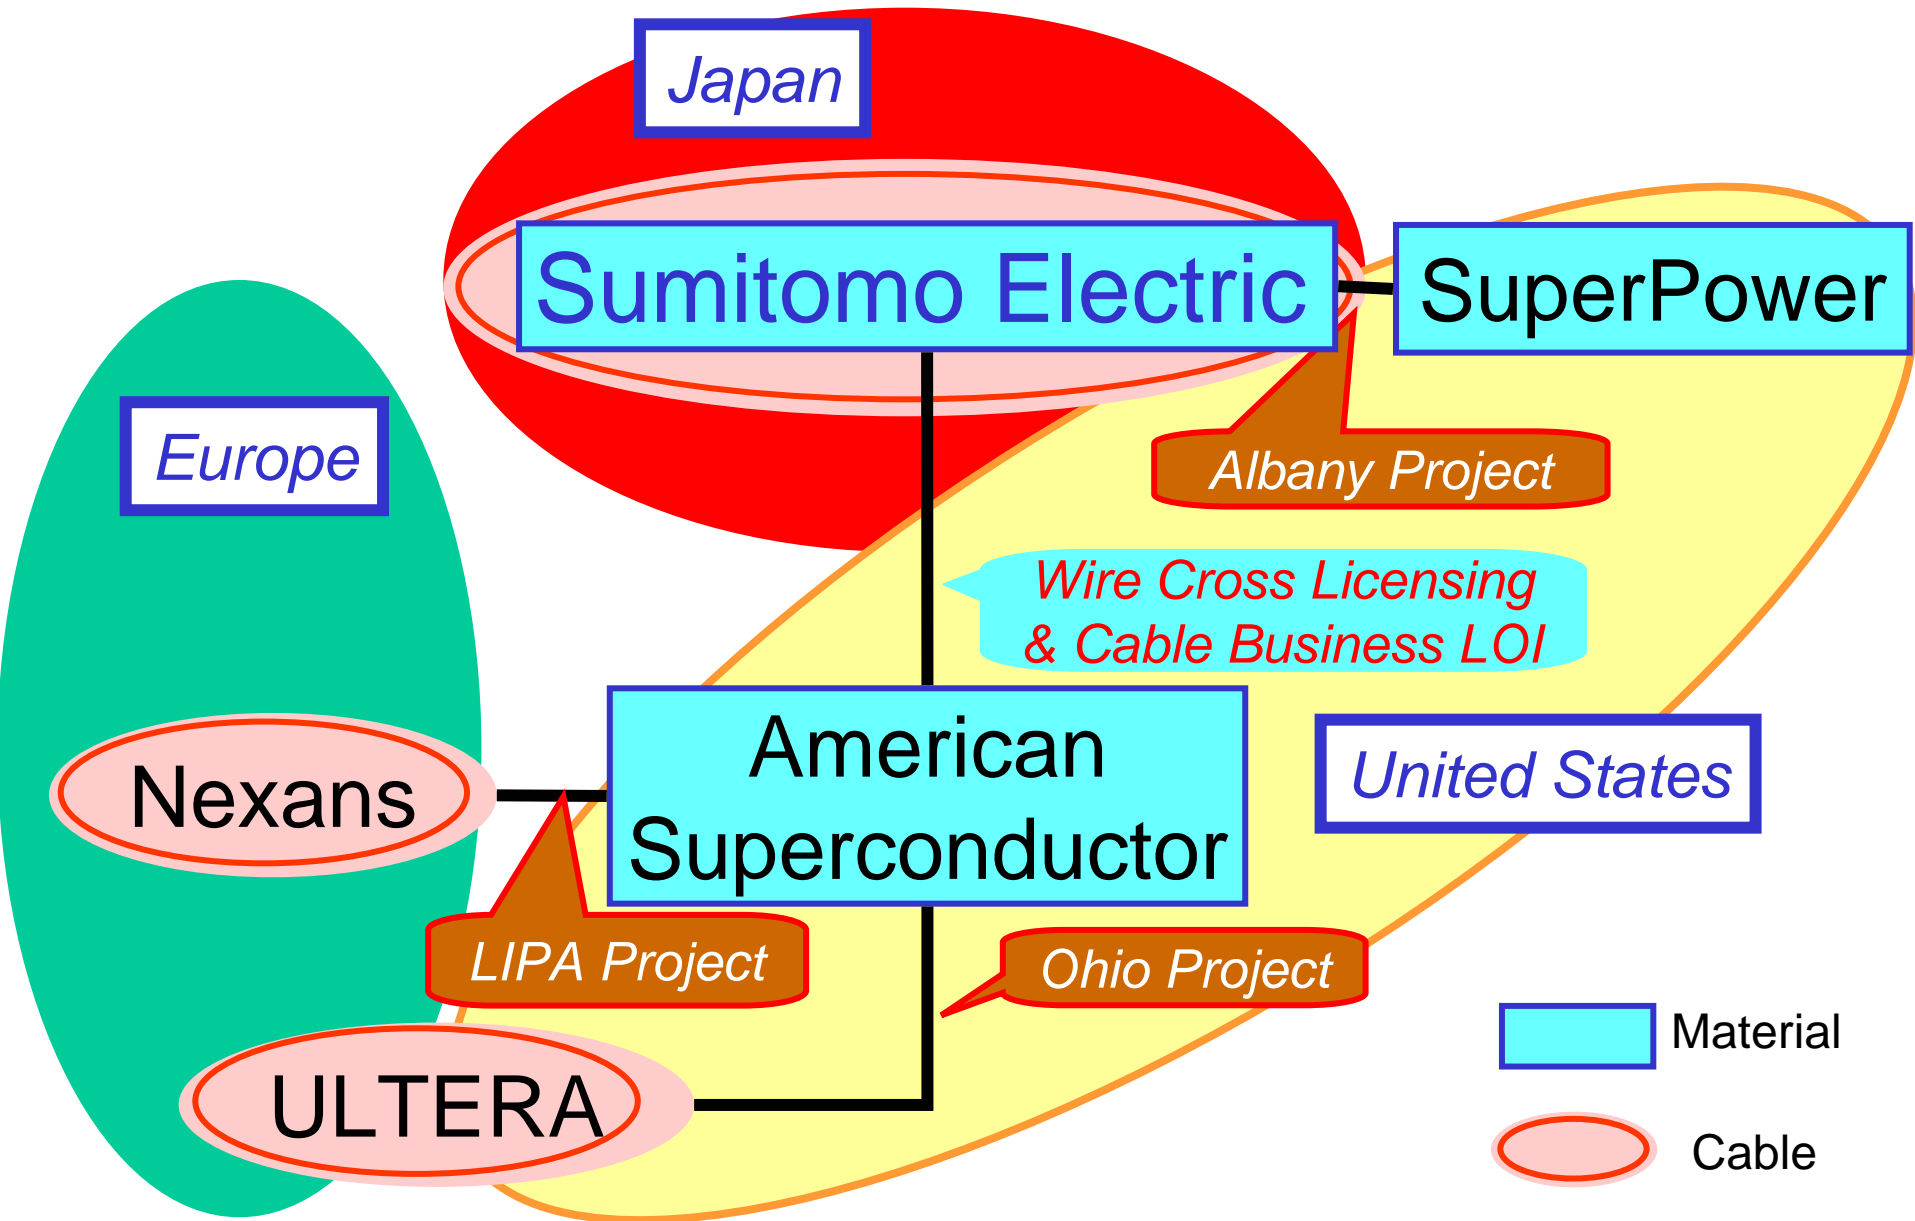 Japan
Sumitomo Electric
SuperPower
Europe
Albany Project
Wire Cross Licensing
& Cable Business LOI
American
Superconductor
United States
Nexans
LIPA Project
Ohio Project
Material
ULTERA
Cable